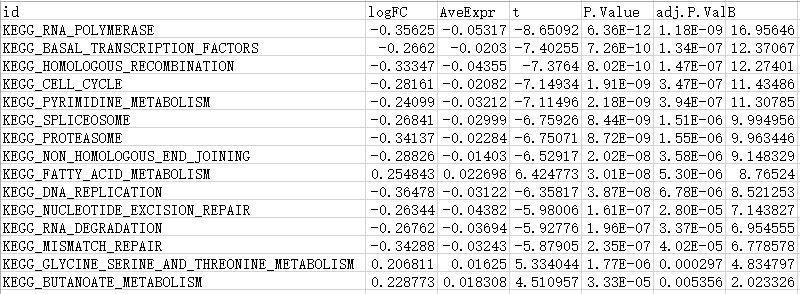 id logFC AveExpr t P.Value adj.P.Val B
KEGG_RNA_POLYMERASE -0.35625 -0.05317 -8.65092 6.36E-12 1.18E-09 16.95646
KEGG_BASAL_TRANSCRIPTION_FACTORS -0.2662 -0.0203 -7.40255 7.26E-10 1.34E-07 12.37067
KEGG_HOMOLOGOUS_RECOMBINATION -0.33347 -0.04355 -7.3764 8.02E-10 1.47E-07 12.27401
KEGG_CELL_CYCLE -0.28161 -0.02082 -7.14934 1.91E-09 3.47E-07 11.43486
KEGG_PYRIMIDINE_METABOLISM -0.24099 -0.03212 -7.11496 2.18E-09 3.94E-07 11.30785
KEGG_SPLICEOSOME -0.26841 -0.02999 -6.75926 8.44E-09 1.51E-06 9.994956
KEGG_PROTEASOME -0.34137 -0.02284 -6.75071 8.72E-09 1.55E-06 9.963446
KEGG_NON_HOMOLOGOUS_END_JOINING -0.28826 -0.01403 -6.52917 2.02E-08 3.58E-06 9.148329
KEGG_FATTY_ACID_METABOLISM 0.254843 0.022698 6.424773 3.01E-08 5.30E-06 8.76524
KEGG_DNA_REPLICATION -0.36478 -0.03122 -6.35817 3.87E-08 6.78E-06 8.521253
KEGG_NUCLEOTIDE_EXCISION_REPAIR -0.26344 -0.04382 -5.98006 1.61E-07 2.80E-05 7.143827
KEGG_RNA_DEGRADATION -0.26762 -0.03694 -5.92776 1.96E-07 3.37E-05 6.954555
KEGG_MISMATCH_REPAIR -0.34288 -0.03243 -5.87905 2.35E-07 4.02E-05 6.778578
KEGG_GLYCINE_SERINE_AND_THREONINE_METABOLISM 0.206811 0.01625 5.334044 1.77E-06 0.000297 4.834797
KEGG_BUTANOATE_METABOLISM 0.228773 0.018308 4.510957 3.33E-05 0.005356 2.023326